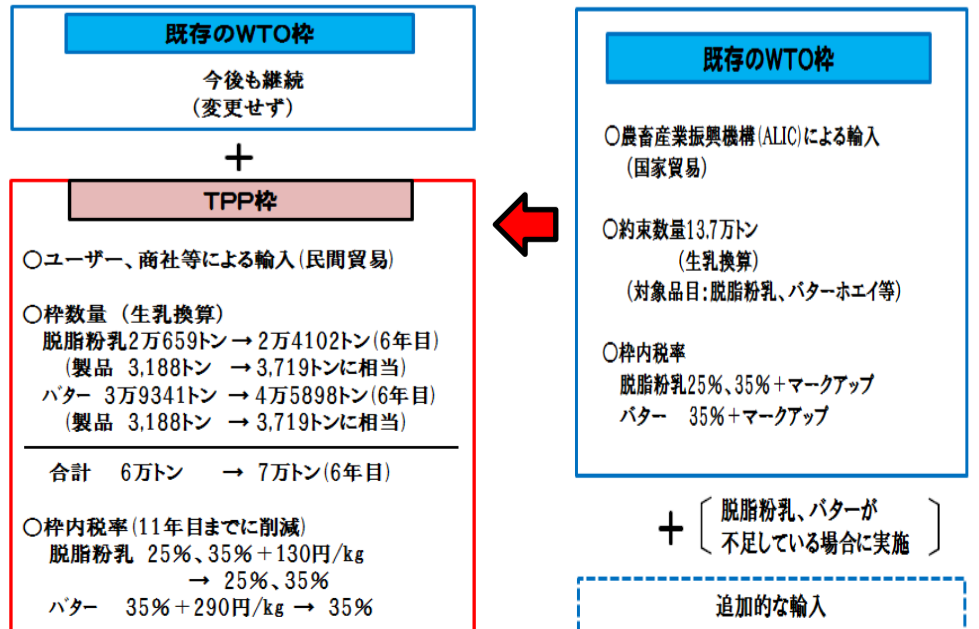 既存のWTO枠
今後も継続
(変更せず)
+
TPP枠
○ユーザー、商社等による輸入(民間貿易)
○枠数量 (生乳換算)
脱脂粉乳2万659トン→2万4102トン(6年目)
(製品 3,188トン →3,719トンに相当)
バター 3万9341トン→4万5898トン(6年目)
(製品 3,188トン →3,719トンに相当)
合計 6万トン → 7万トン(6年目)
○枠内税率(11年目までに削減)
脱脂粉乳 25%、35%+130円/kg
→ 25%、35%
バター 35%+290円/kg → 35%
既存のWTO枠
○農畜産業振興機構(ALIC)による輸入
(国家貿易)
○約束数量13.7万トン
(生乳換算)
(対象品目:脱脂粉乳、バターホエイ等)
○枠内税率
脱脂粉乳25%、35%+マークアップ
バター 35%+マークアップ
+
脱脂粉乳、バターが
不足している場合に実施
追加的な輸入